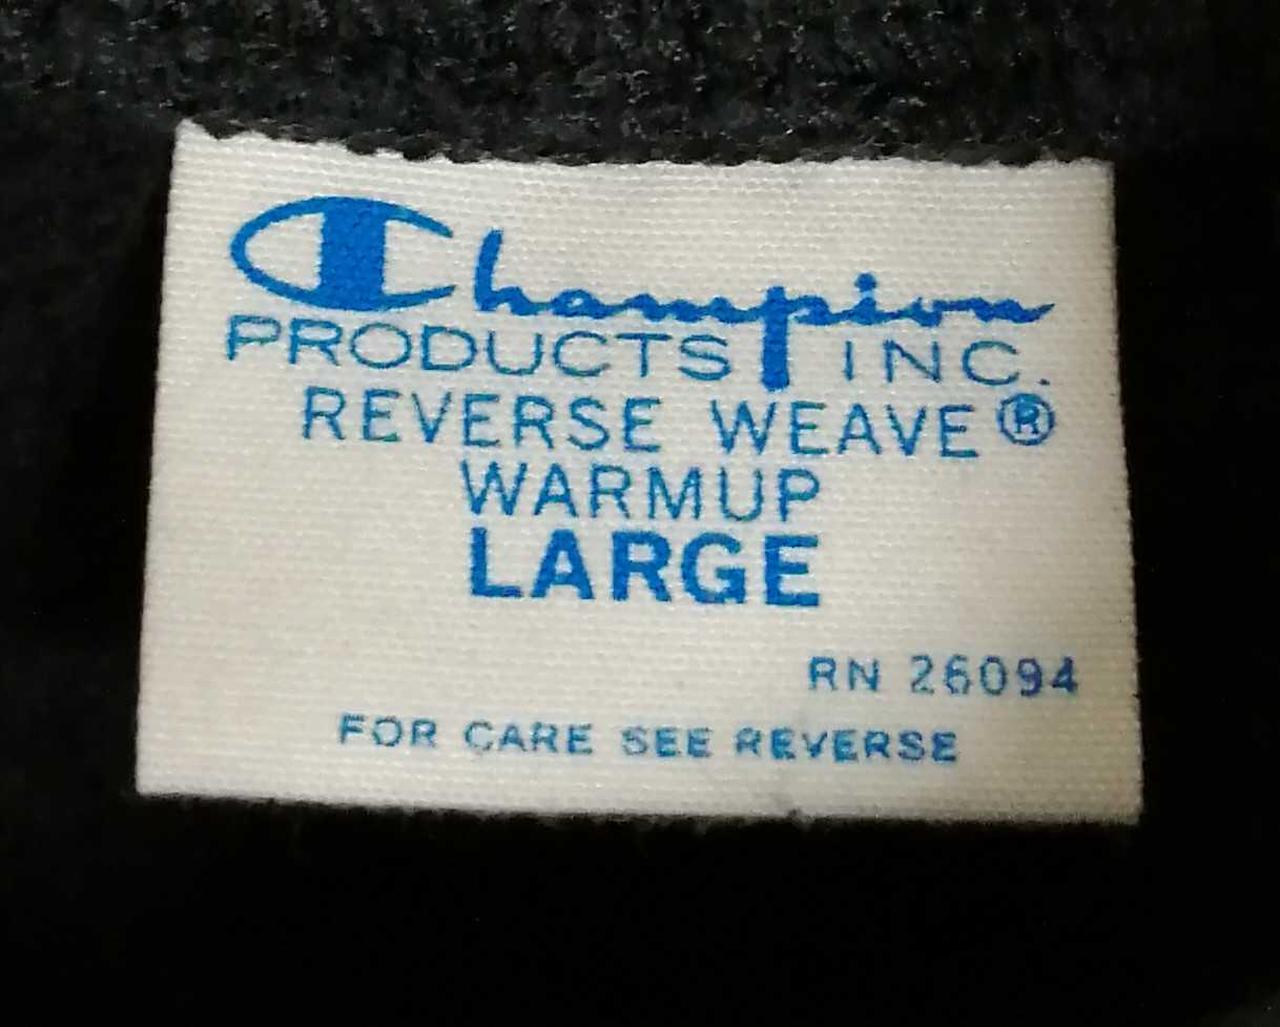 Champion
PRODUCTS INC.
REVERSE WEAVE®
WARMUP
LARGE
RN 26094
FOR CARE SEE REVERSE